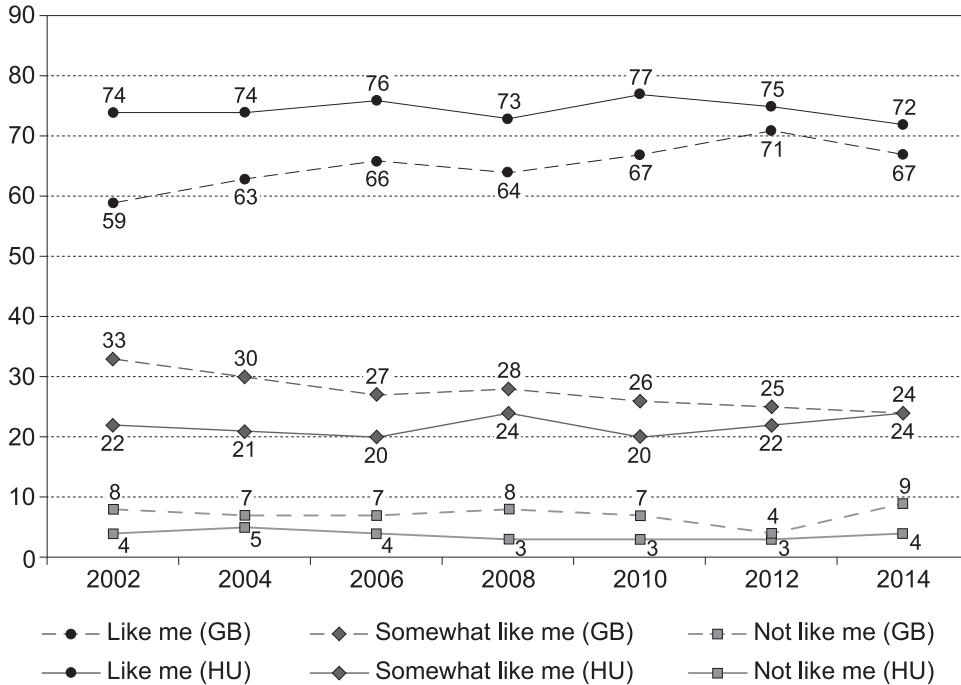 90
80
74 74 76 73 77 75 72
70
59 63 66 64 67 71 67
60
50
40
33 30 27 28 26 25 24
30
22 21 20 24 20 22 24
20
10
8 7 7 8 7 4 9
4 5 4 3 3 3 4
0
2002 2004 2006 2008 2010 2012 2014
Like me (GB) Somewhat like me (GB) Not like me (GB)
Like me (HU) Somewhat like me (HU) Not like me (HU)